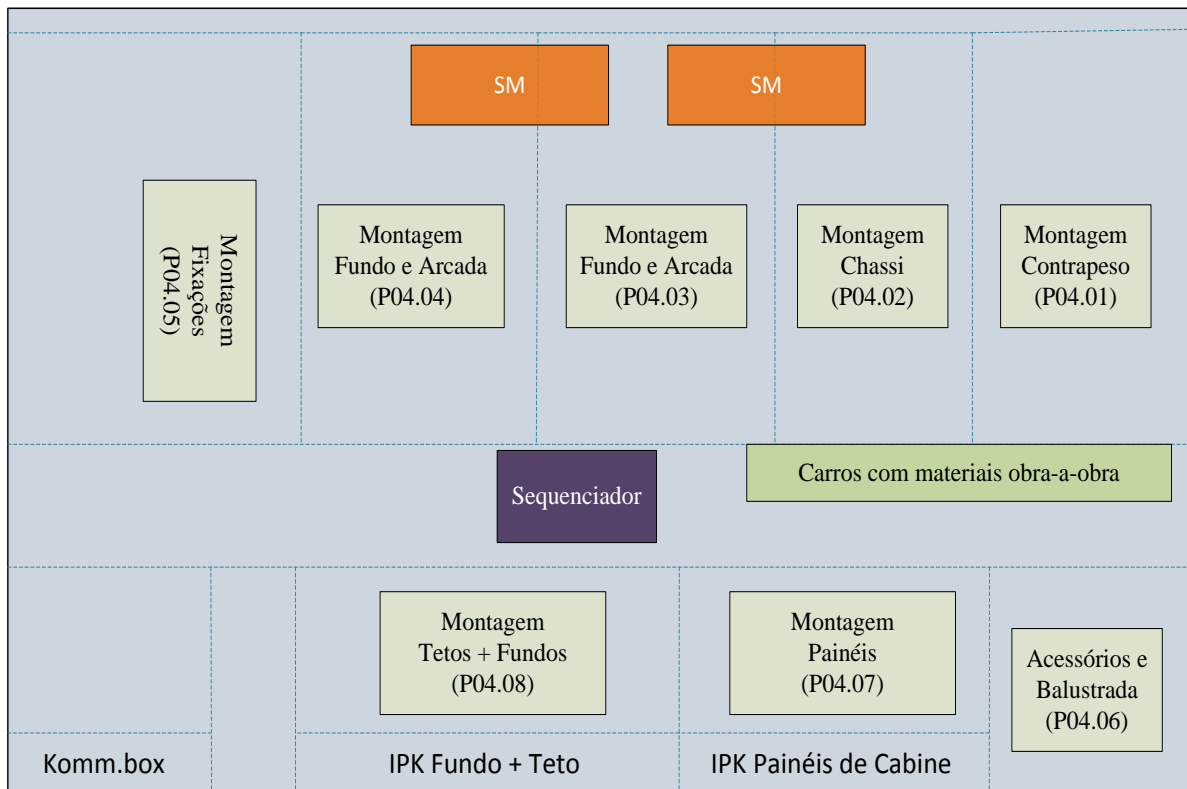 SM
SM
Montagem
Fixações
(P04.05)
Montagem
Fundo e Arcada
(P04.04)
Montagem
Fundo e Arcada
(P04.03)
Montagem
Chassi
(P04.02)
Montagem
Contrapeso
(P04.01)
Sequenciador
Carros com materiais obra-a-obra
Montagem
Tetos + Fundos
(P04.08)
Montagem
Painéis
(P04.07)
Acessórios e
Balustrada
(P04.06)
Komm.box
IPK Fundo + Teto
IPK Painéis de Cabine